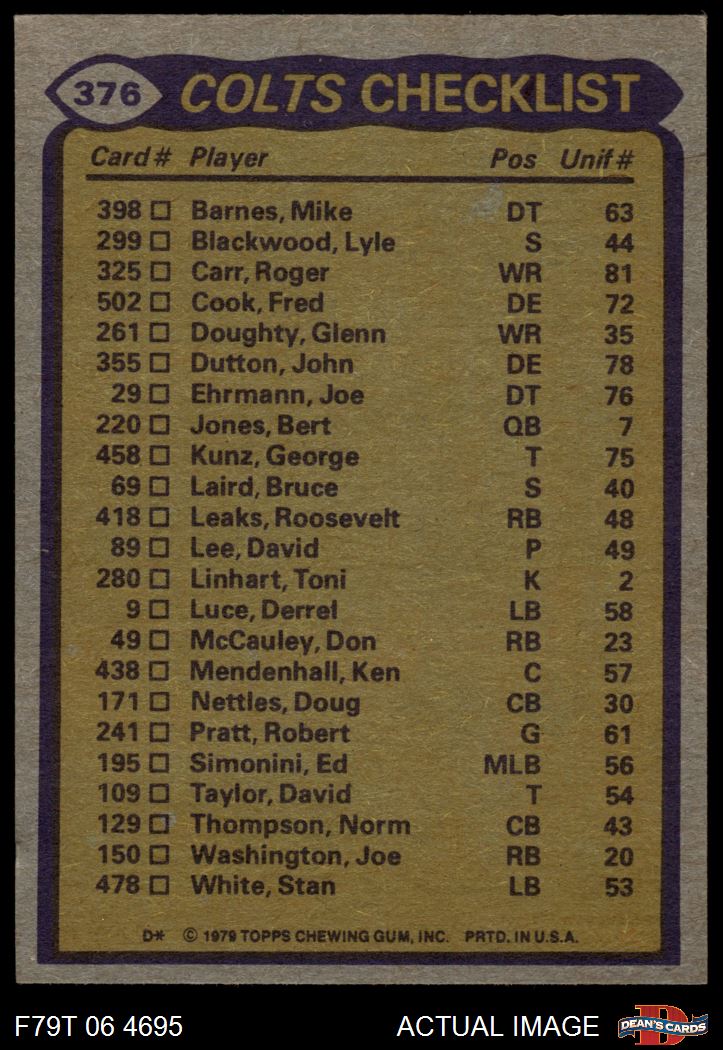 376 COLTS CHECKLIST
Card # Player Pos Unif #
398 Barnes, Mike DT 63
299 Blackwood, Lyle S 44
325 Carr, Roger WR 81
502 Cook, Fred DE 72
261 Doughty, Glenn WR 35
355 Dutton, John DE 78
29 Ehrmann, Joe DT 76
220 Jones, Bert QB 7
458 Kunz, George T 75
69 Laird, Bruce S 40
418 Leaks, Roosevelt RB 48
89 Lee, David P 49
280 Linhart, Toni K 2
9 Luce, Derrel LB 58
49 McCauley, Don RB 23
438 Mendenhall, Ken C 57
171 Nettles, Doug CB 30
241 Pratt, Robert G 61
195 Simonini, Ed MLB 56
109 Taylor, David T 54
129 Thompson, Norm CB 43
150 Washington, Joe RB 20
478 White, Stan LB 53
D* © 1979 TOPPS CHEWING GUM, INC. PRTD. IN U.S.A.
F79T 06 4695 ACTUAL IMAGE D DEAN'S CARDS